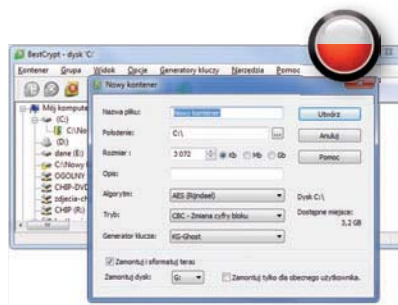 BestCrypt - dysk 'C:'
Kontener Grupa Widok Opcje Generatory kluczy Narzędzia Pomoc
Mój kompute
(C:)
C:\No
(D:)
dane (E:)
C:\Nowy
OGOLNY
CHIP-DVD
zdjecia-ch
CHIP (R:)
Nowy kontener
Nazwa pliku:
Nowy kontener
Utwórz
Położenie:
C:\
...
Anuluj
Rozmiar :
3 072
Kb
Mb
Gb
Pomoc
Opis:
Algorytm:
AES (Rijndael)
Dysk C:\
Tryb:
CBC - Zmiana cyfry bloku
Dostępne miejsce:
3,2 GB
Generator klucza:
KG-Ghost
Zamontuj i sformatuj teraz
Zamontuj dysk:
G:
Zamontuj tylko dla obecnego użytkownika.